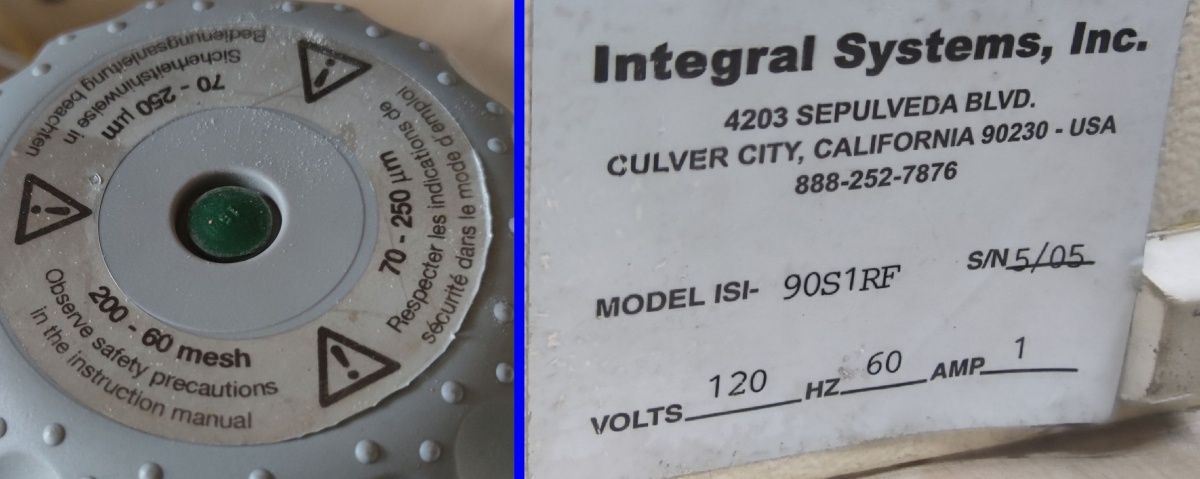 70 - 250 µm
Sicherheitshinweise in
Bedienungsanleitung beachten
70 - 250 µm
Respecter les indications de
sécurité dans le mode d'emploi
200 - 60 mesh
Observe safety precautions
in the instruction manual
Integral Systems, Inc.
4203 SEPULVEDA BLVD.
CULVER CITY, CALIFORNIA 90230 - USA
888-252-7876
MODEL ISI- 90S1RF S/N 5/05
VOLTS 120 HZ 60 AMP 1